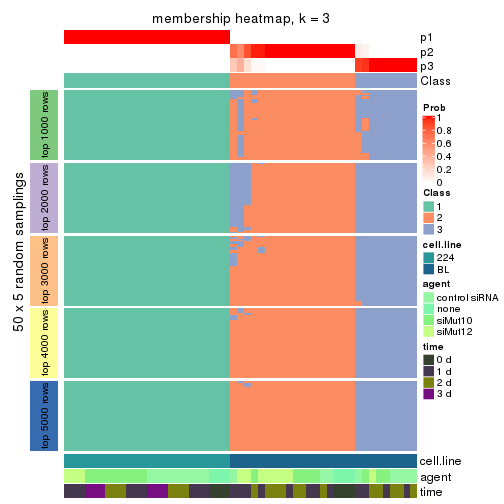 membership heatmap, k = 3
p1
p2
p3
Class
50 x 5 random samplings
top 1000 rows
top 2000 rows
top 3000 rows
top 4000 rows
top 5000 rows
cell.line
agent
time
Prob
1
0.8
0.6
0.4
0.2
0
Class
1
2
3
cell.line
224
BL
agent
control siRNA
none
siMut10
siMut12
time
0 d
1 d
2 d
3 d